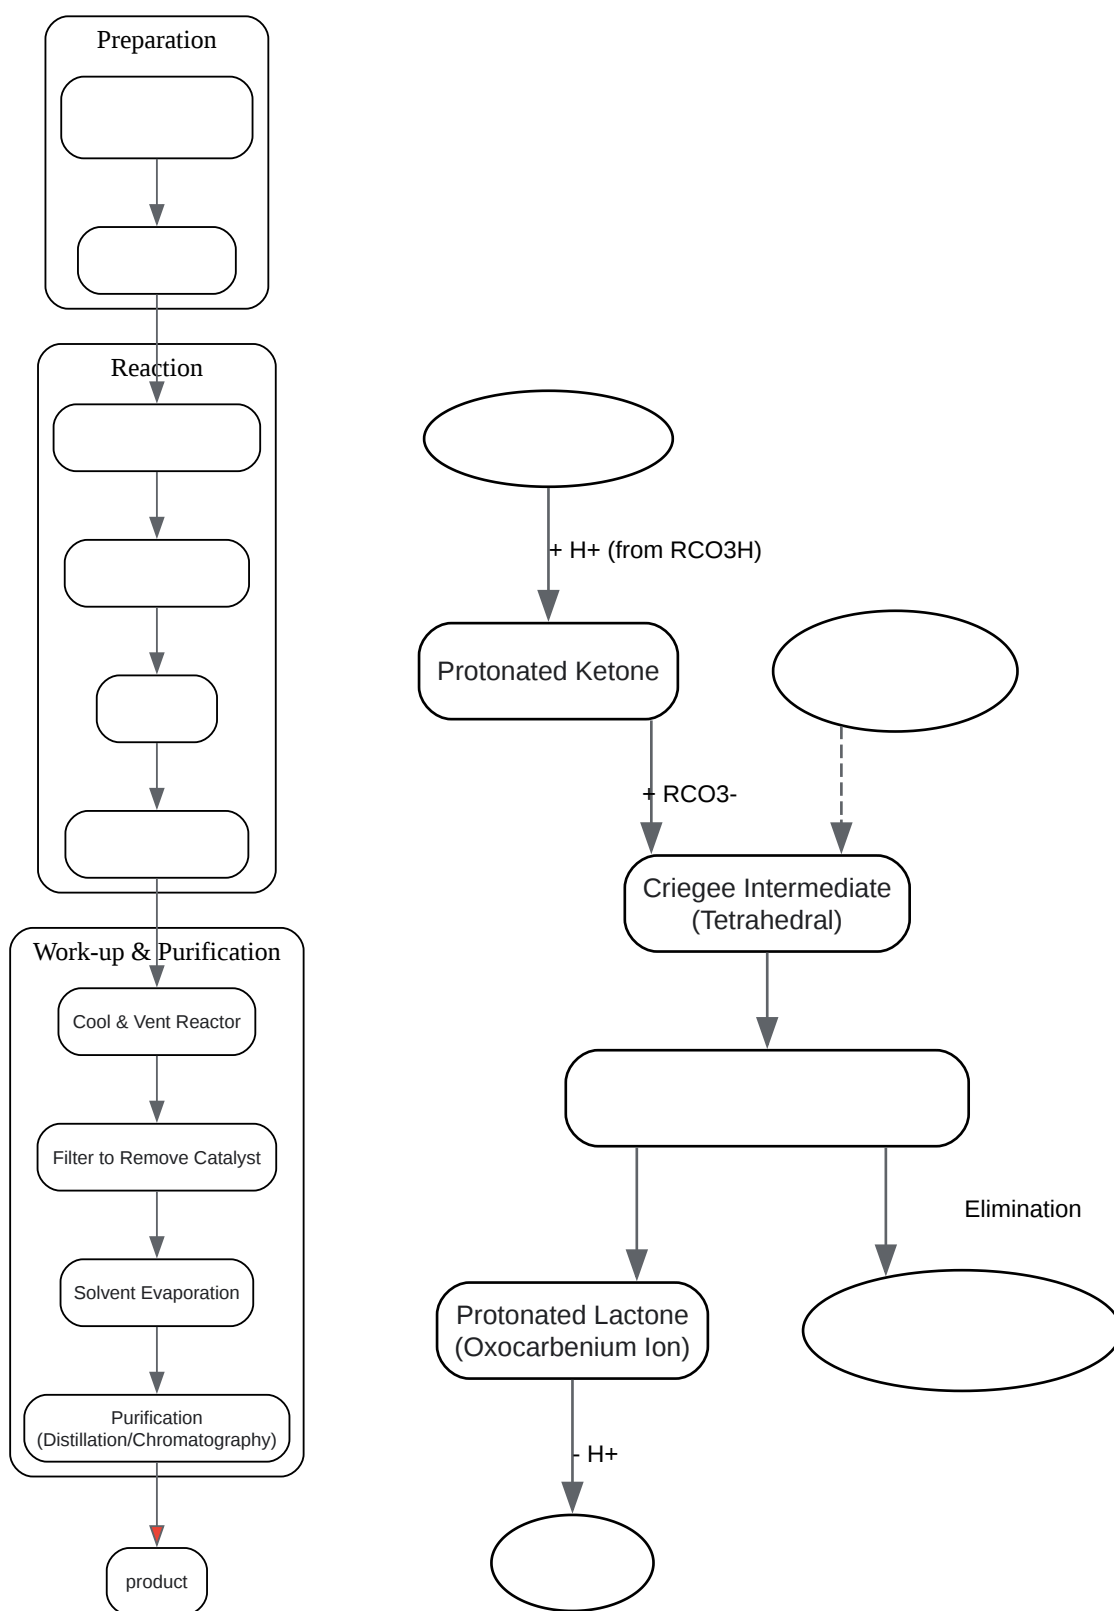 Preparation
Reaction
Work-up & Purification
Cool & Vent Reactor
Filter to Remove Catalyst
Solvent Evaporation
Purification
(Distillation/Chromatography)
product
+ H+ (from RCO3H)
Protonated Ketone
+ RCO3-
Criegee Intermediate
(Tetrahedral)
Elimination
Protonated Lactone
(Oxocarbenium Ion)
- H+